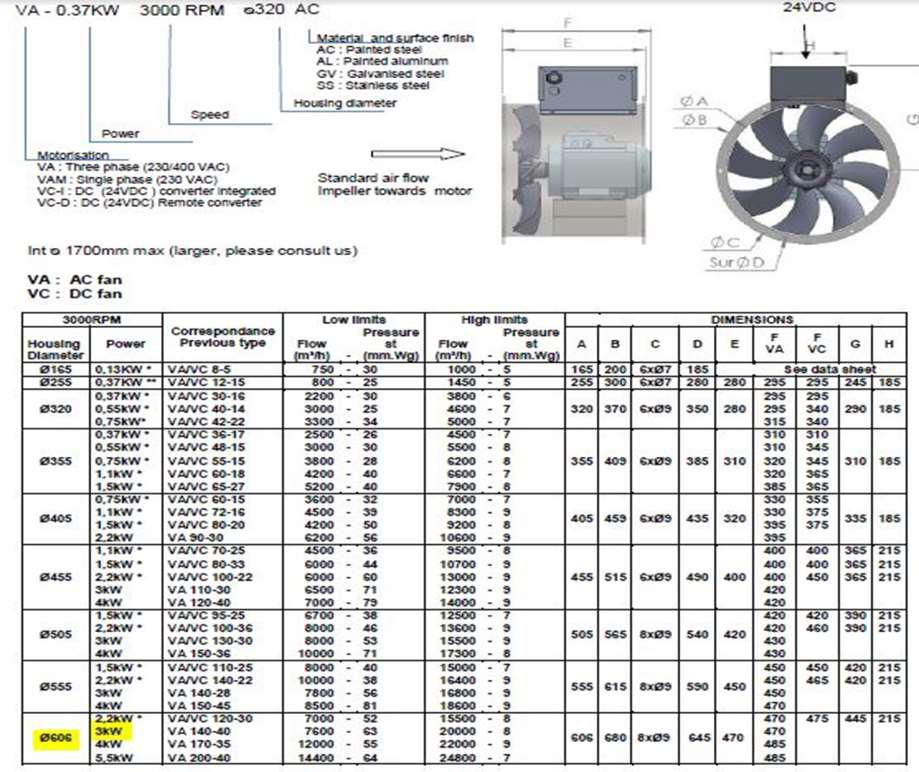 VA - 0.37KW 3000 RPM ø320 AC
24VDC
Material and surface finish
AC : Painted steel
AL : Painted aluminum
GV : Galvanised steel
SS : Stainless steel
Housing diameter
Speed
Power
Motorisation
VA : Three phase (230/400 VAC)
VAM : Single phase (230 VAC)
VC-I : DC (24VDC ) converter integrated
VC-D : DC (24VDC) Remote converter
Standard air flow
Impeller towards motor
F
E
H
ØA
ØB
G
ØC
Sur ØD
Int ø 1700mm max (larger, please consult us)
VA : AC fan
VC : DC fan
3000RPM Correspondance Previous type Low limits High limits DIMENSIONS
Housing Diameter Power Flow (m³/h) - Pressure st (mm.Wg) Flow (m³/h) - Pressure st (mm.Wg) A B C D E F VA F VC G H
Ø165 0,13KW * VA/VC 8-5 750 - 30 1000 - 5 165 200 6xØ7 185 See data sheet
Ø255 0,37KW ** VA/VC 12-15 800 - 25 1450 - 5 255 300 6xØ7 280 280 295 295 245 185
Ø320 0,37kW * VA/VC 30-16 2200 - 30 3800 - 6 320 370 6xØ9 350 280 295 295 290 185
0,55kW * VA/VC 40-14 3000 - 25 4600 - 7 295 340
0,75kW* VA/VC 42-22 3300 - 34 5000 - 7 315 340
Ø355 0,37kW * VA/VC 36-17 2500 - 26 4500 - 7 355 409 6xØ9 385 310 310 310 310 185
0,55kW * VA/VC 48-15 3000 - 30 5500 - 8 310 345
0,75kW * VA/VC 55-15 3800 - 28 6200 - 8 320 345
1,1kW * VA/VC 60-18 4200 - 40 6600 - 7 320 365
1,5kW * VA/VC 65-27 5200 - 40 7900 - 8 385 365
Ø405 0,75kW * VA/VC 60-15 3600 - 32 7000 - 7 405 459 6xØ9 435 320 330 355 335 185
1,1kW * VA/VC 72-16 4500 - 39 8300 - 9 330 375
1,5kW * VA/VC 80-20 4200 - 50 9200 - 8 395 375
2,2kW VA 90-30 6200 - 56 10600 - 9 395
Ø455 1,1kW * VA/VC 70-25 4500 - 36 9500 - 8 455 515 6xØ9 490 400 400 400 365 215
1,5kW * VA/VC 80-33 6000 - 44 10700 - 9 400 400 365 215
2,2kW * VA/VC 100-22 6000 - 60 13000 - 9 400 450 365 215
3kW VA 110-30 6500 - 71 12300 - 9 420
4kW VA 120-40 7000 - 79 14000 - 9 420
Ø505 1,5kW * VA/VC 95-25 6700 - 38 12500 - 7 505 565 8xØ9 540 420 420 420 390 215
2,2kW * VA/VC 100-36 8000 - 46 13600 - 9 420 460 390 215
3kW VA/VC 130-30 8000 - 53 15500 - 9 430
4kW VA 150-36 10000 - 71 17300 - 8 430
Ø555 1,5kW * VA/VC 110-25 8000 - 40 15000 - 7 555 615 8xØ9 590 450 450 450 420 215
2,2kW * VA/VC 140-22 10000 - 38 16400 - 9 450 465 420 215
3kW VA 140-28 7800 - 56 16800 - 9 450
4kW VA 150-45 8500 - 81 18600 - 9 450
Ø606 2,2kW * VA/VC 120-30 7000 - 52 15500 - 8 606 680 8xØ9 645 470 470 475 445 215
3kW VA 140-40 7600 - 63 20000 - 8 470
4kW VA 170-35 12000 - 55 22000 - 9 485
5,5kW VA 200-40 14400 - 64 24800 - 7 485